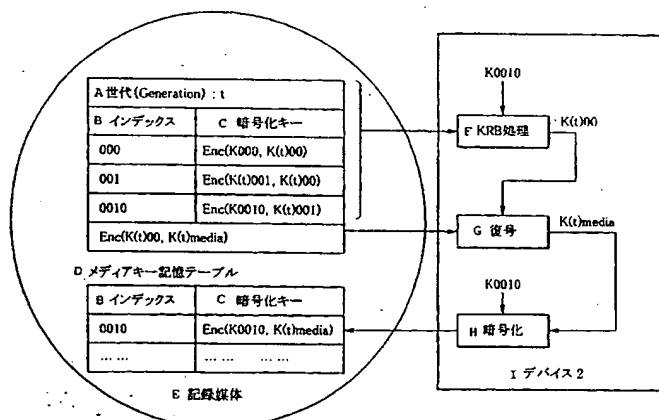 A 世代(Generation) : t
B インデックス C 暗号化キー
000 Enc(K000, K(t)00)
001 Enc(K(t)001, K(t)00)
0010 Enc(K0010, K(t)001)
Enc(K(t)00, K(t)media)
D メディアキー記憶テーブル
B インデックス C 暗号化キー
0010 Enc(K0010, K(t)media)
…… …… …… ……
E 記録媒体
K0010
F KRB処理
K(t)00
G 復号
K(t)media
K0010
H 暗号化
I デバイス2